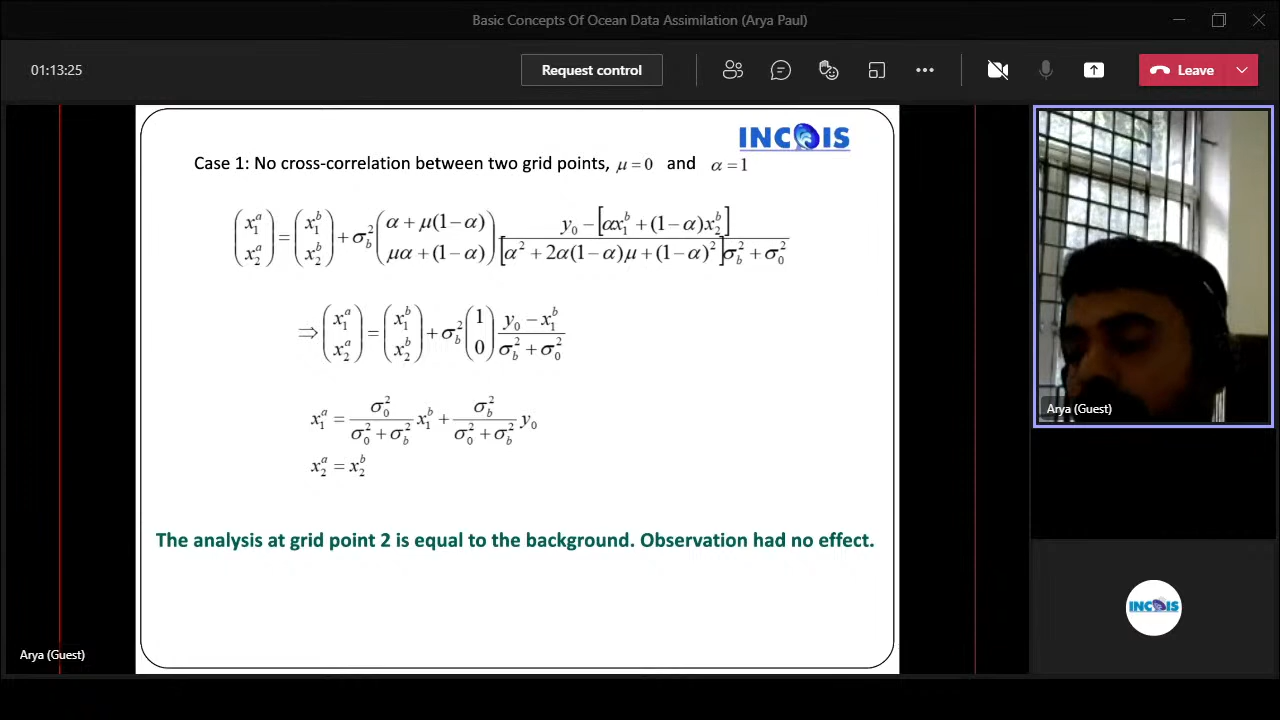 Basic Concepts Of Ocean Data Assimilation (Arya Paul)
01:13:25
Request control
Leave
INCOIS
Case 1: No cross-correlation between two grid points, μ = 0 and α = 1
(x₁ᵃ x₂ᵃ) = (x₁ᵇ x₂ᵇ) + σ_b² (α + μ(1−α) μα + (1−α)) y₀ − [αx₁ᵇ + (1−α)x₂ᵇ] / [α² + 2α(1−α)μ + (1−α)²]σ_b² + σ₀²
⇒ (x₁ᵃ x₂ᵃ) = (x₁ᵇ x₂ᵇ) + σ_b² (1 0) y₀ − x₁ᵇ / σ_b² + σ₀²
x₁ᵃ = σ₀² / σ₀² + σ_b² x₁ᵇ + σ_b² / σ₀² + σ_b² y₀
x₂ᵃ = x₂ᵇ
The analysis at grid point 2 is equal to the background. Observation had no effect.
Arya (Guest)
Arya (Guest)
INCOIS